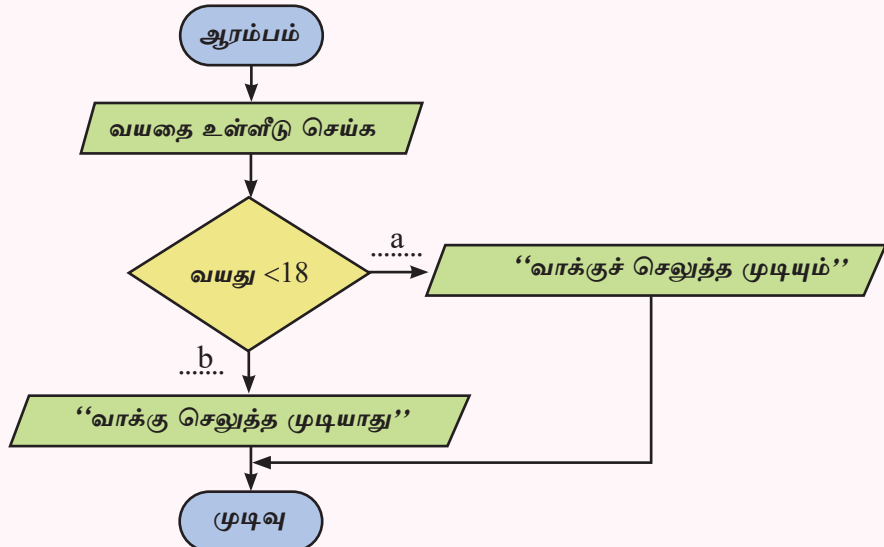 ஆரம்பம்
வயதை உள்ளீடு செய்க
வயது <18
a
“வாக்குச் செலுத்த முடியும்”
b
“வாக்கு செலுத்த முடியாது”
முடிவு